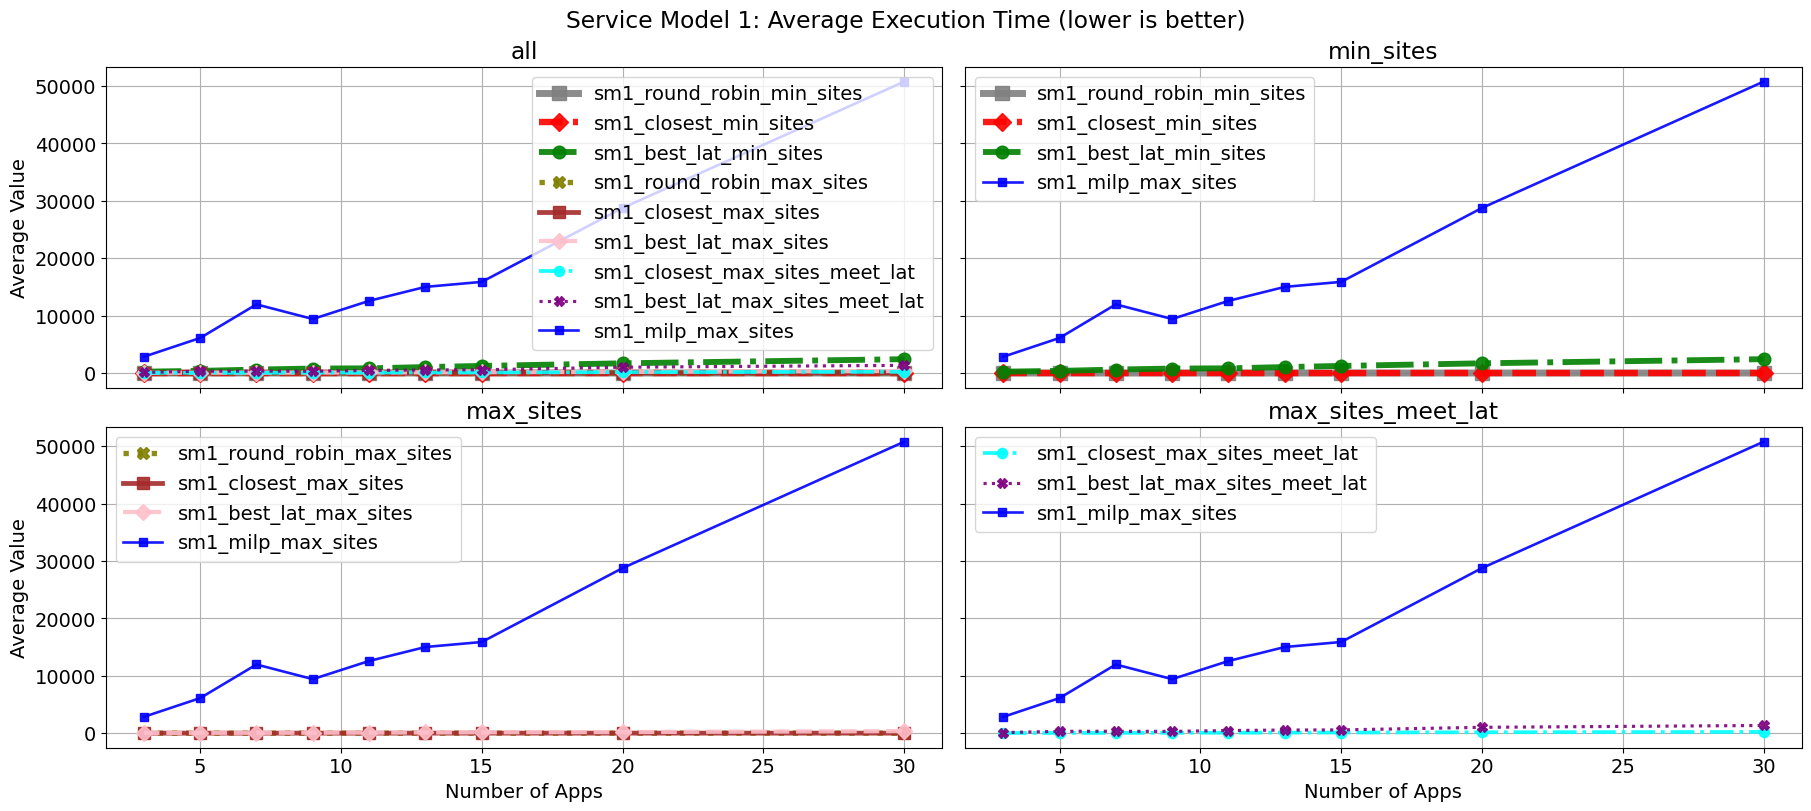 Service Model 1: Average Execution Time (lower is better)
all
Average Value
50000
40000
30000
20000
10000
0
sm1_round_robin_min_sites
sm1_closest_min_sites
sm1_best_lat_min_sites
sm1_round_robin_max_sites
sm1_closest_max_sites
sm1_best_lat_max_sites
sm1_closest_max_sites_meet_lat
sm1_best_lat_max_sites_meet_lat
sm1_milp_max_sites
min_sites
sm1_round_robin_min_sites
sm1_closest_min_sites
sm1_best_lat_min_sites
sm1_milp_max_sites
max_sites
Average Value
50000
40000
30000
20000
10000
0
sm1_round_robin_max_sites
sm1_closest_max_sites
sm1_best_lat_max_sites
sm1_milp_max_sites
5 10 15 20 25 30
Number of Apps
max_sites_meet_lat
sm1_closest_max_sites_meet_lat
sm1_best_lat_max_sites_meet_lat
sm1_milp_max_sites
5 10 15 20 25 30
Number of Apps